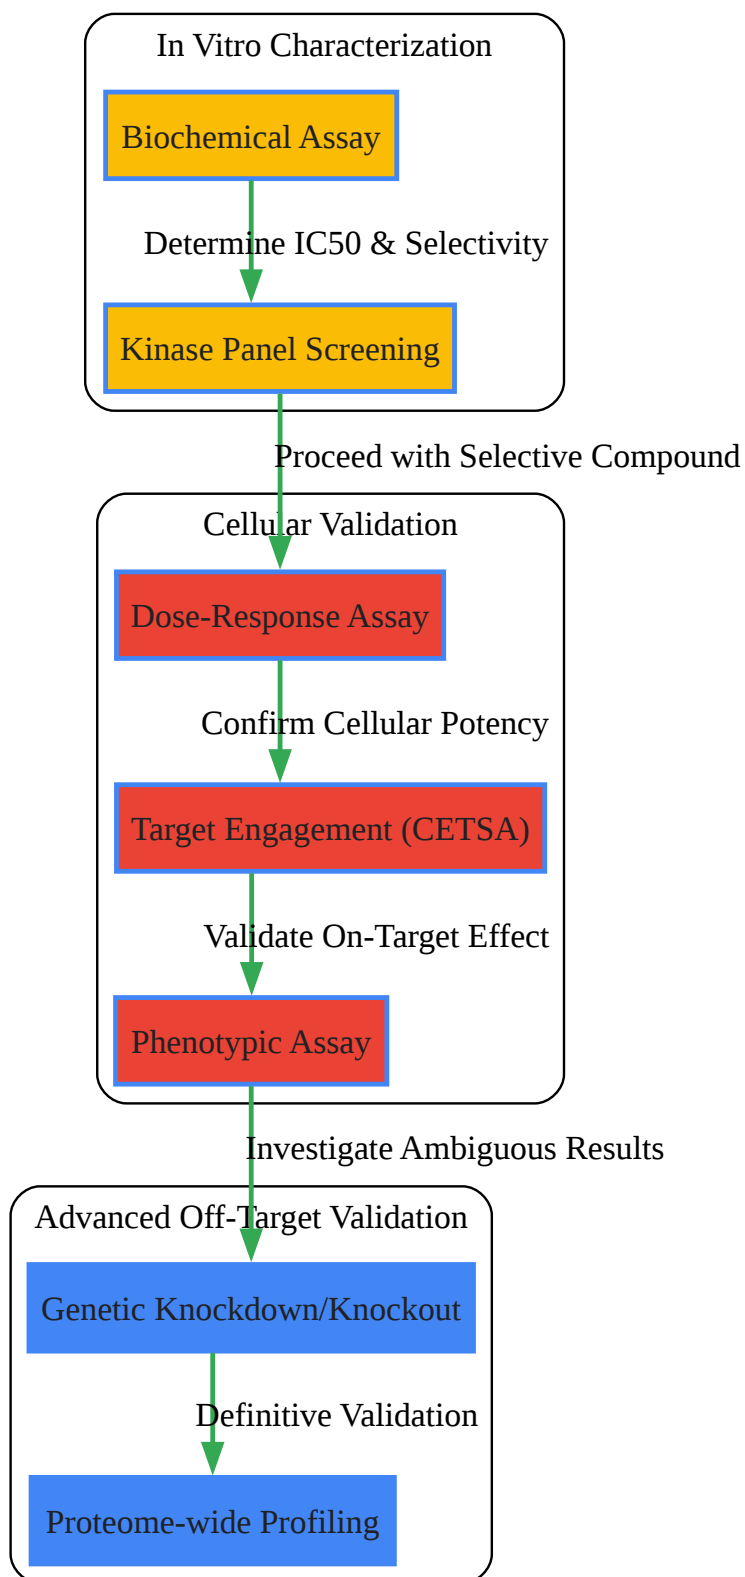 In Vitro Characterization
Biochemical Assay
Determine IC50 & Selectivity
Kinase Panel Screening
Proceed with Selective Compound
Cellular Validation
Dose-Response Assay
Confirm Cellular Potency
Target Engagement (CETSA)
Validate On-Target Effect
Phenotypic Assay
Investigate Ambiguous Results
Advanced Off-Target Validation
Genetic Knockdown/Knockout
Definitive Validation
Proteome-wide Profiling